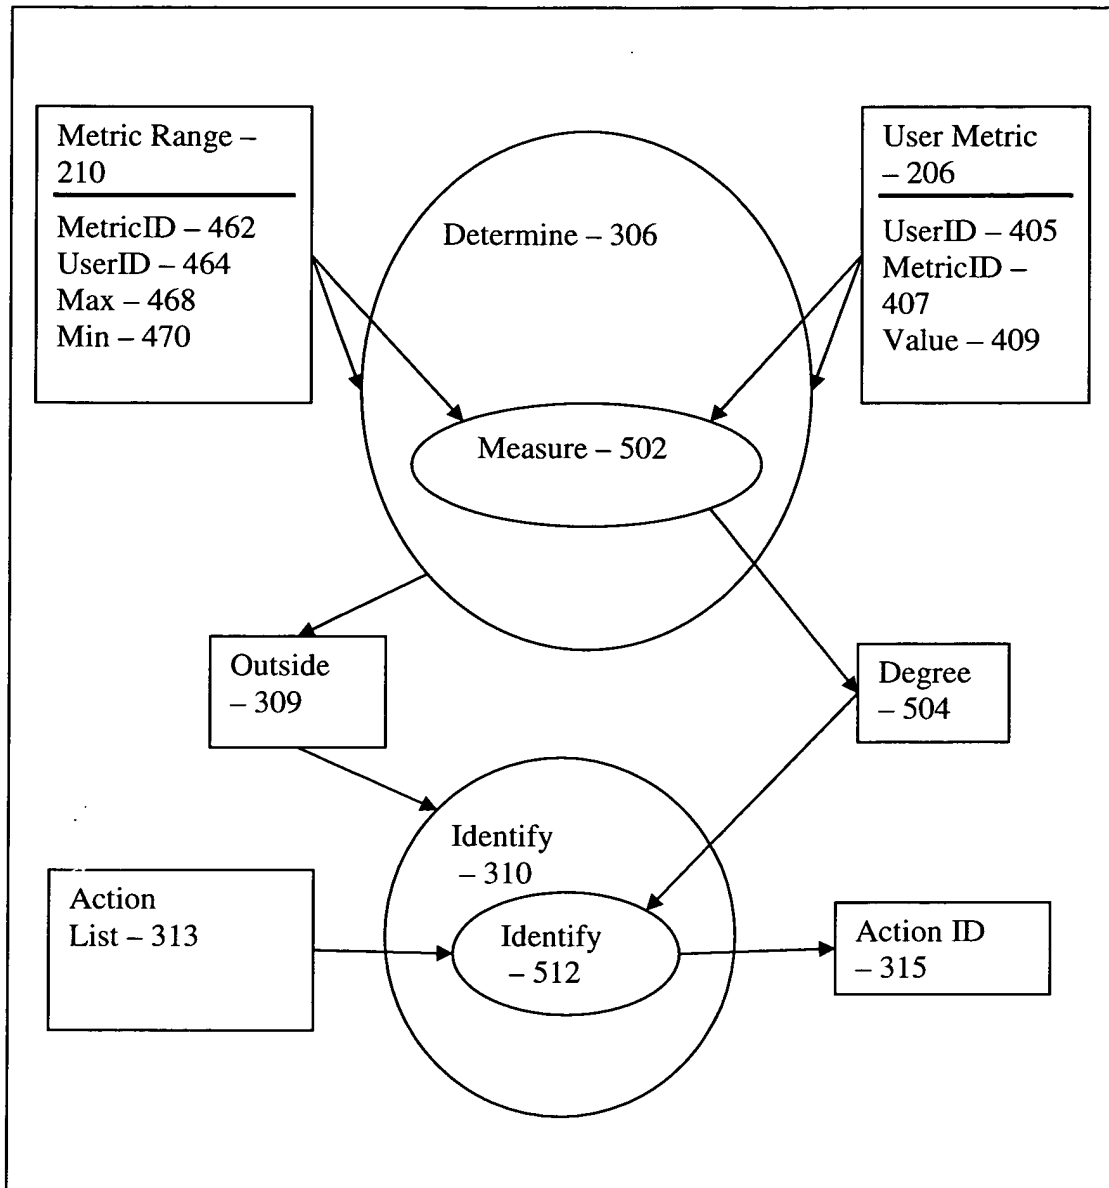 Metric Range –
210
MetricID – 462
UserID – 464
Max – 468
Min – 470
User Metric
– 206
UserID – 405
MetricID –
407
Value – 409
Determine – 306
Measure – 502
Outside
– 309
Degree
– 504
Identify
– 310
Action
List – 313
Identify
– 512
Action ID
– 315